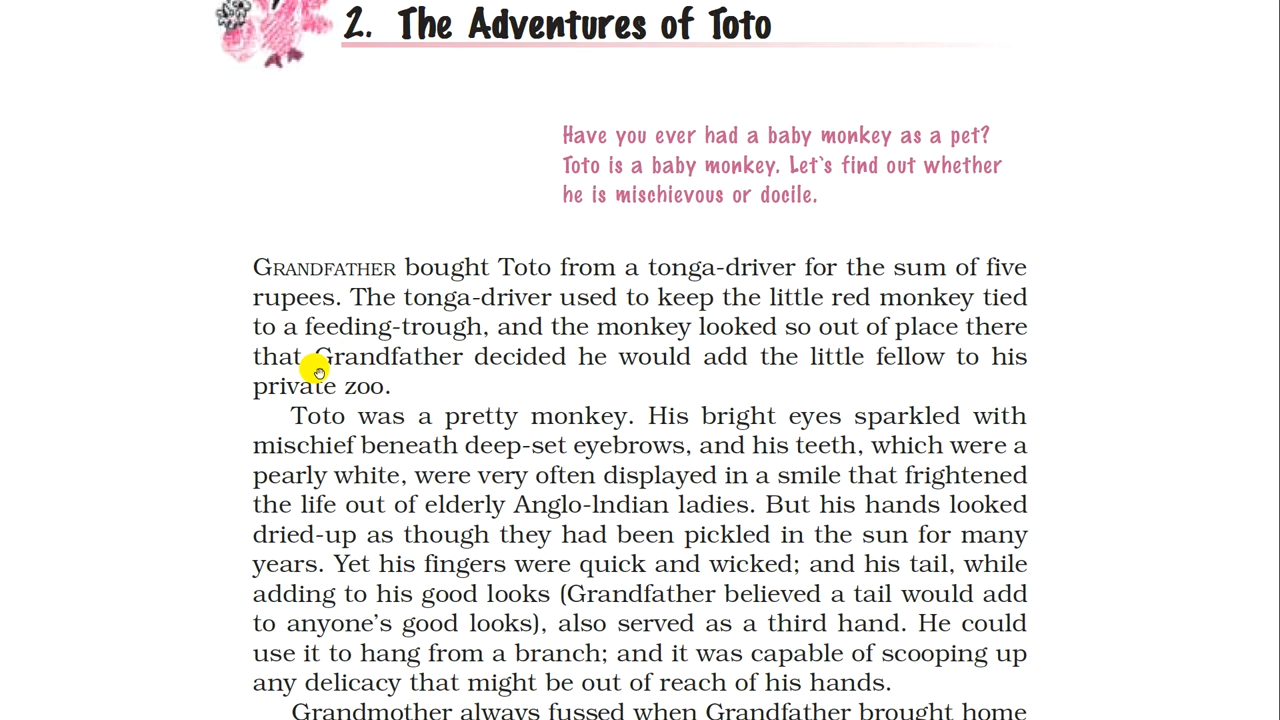 2. The Adventures of Toto
Have you ever had a baby monkey as a pet?
Toto is a baby monkey. Let`s find out whether
he is mischievous or docile.
GRANDFATHER bought Toto from a tonga-driver for the sum of five
rupees. The tonga-driver used to keep the little red monkey tied
to a feeding-trough, and the monkey looked so out of place there
that Grandfather decided he would add the little fellow to his
private zoo.
Toto was a pretty monkey. His bright eyes sparkled with
mischief beneath deep-set eyebrows, and his teeth, which were a
pearly white, were very often displayed in a smile that frightened
the life out of elderly Anglo-lndian ladies. But his hands looked
dried-up as though they had been pickled in the sun for many
years. Yet his fingers were quick and wicked; and his tail, while
adding to his good looks (Grandfather believed a tail would add
to anyone’s good looks), also served as a third hand. He could
use it to hang from a branch; and it was capable of scooping up
any delicacy that might be out of reach of his hands.
Grandmother always fussed when Grandfather brought home